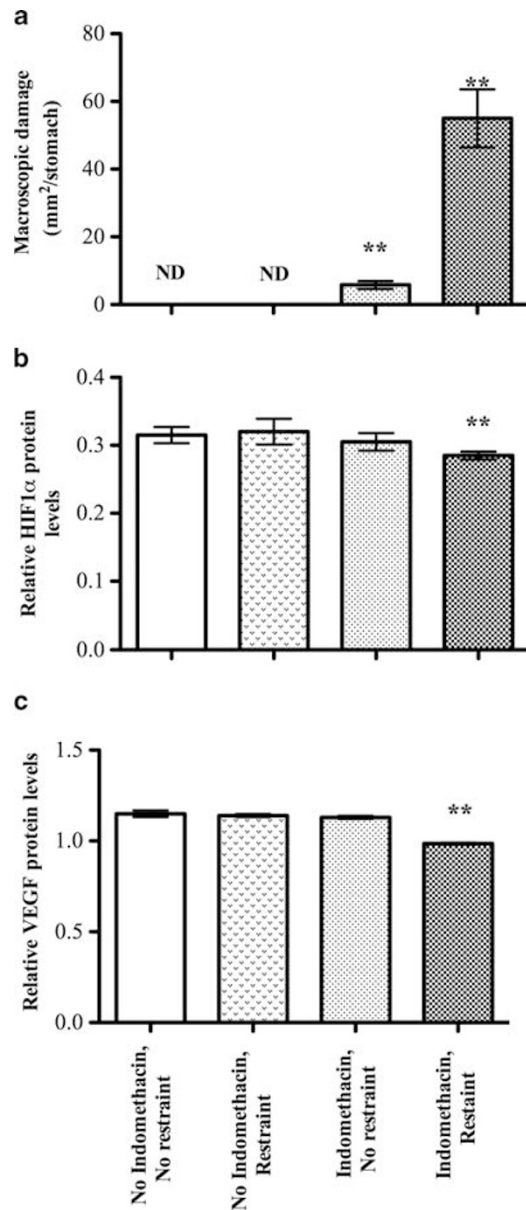 a
Macroscopic damage
(mm²/stomach)
80
60
40
20
0
ND
ND
**
**
b
Relative HIF1α protein
levels
0.4
0.3
0.2
0.1
0.0
**
c
Relative VEGF protein levels
1.5
1.0
0.5
0.0
**
No Indomethacin,
No restraint
No Indomethacin,
Restraint
Indomethacin,
No restraint
Indomethacin,
Restaint